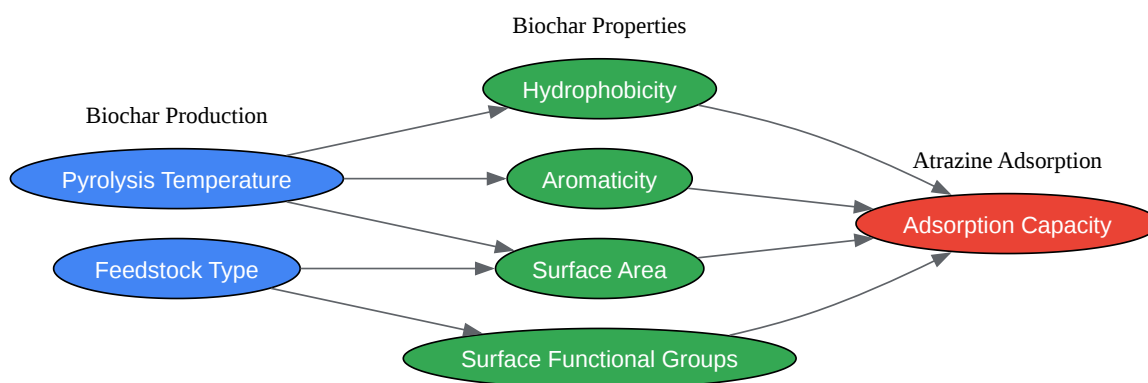 Biochar Properties
Hydrophobicity
Biochar Production
Pyrolysis Temperature
Aromaticity
Atrazine Adsorption
Adsorption Capacity
Feedstock Type
Surface Area
Surface Functional Groups